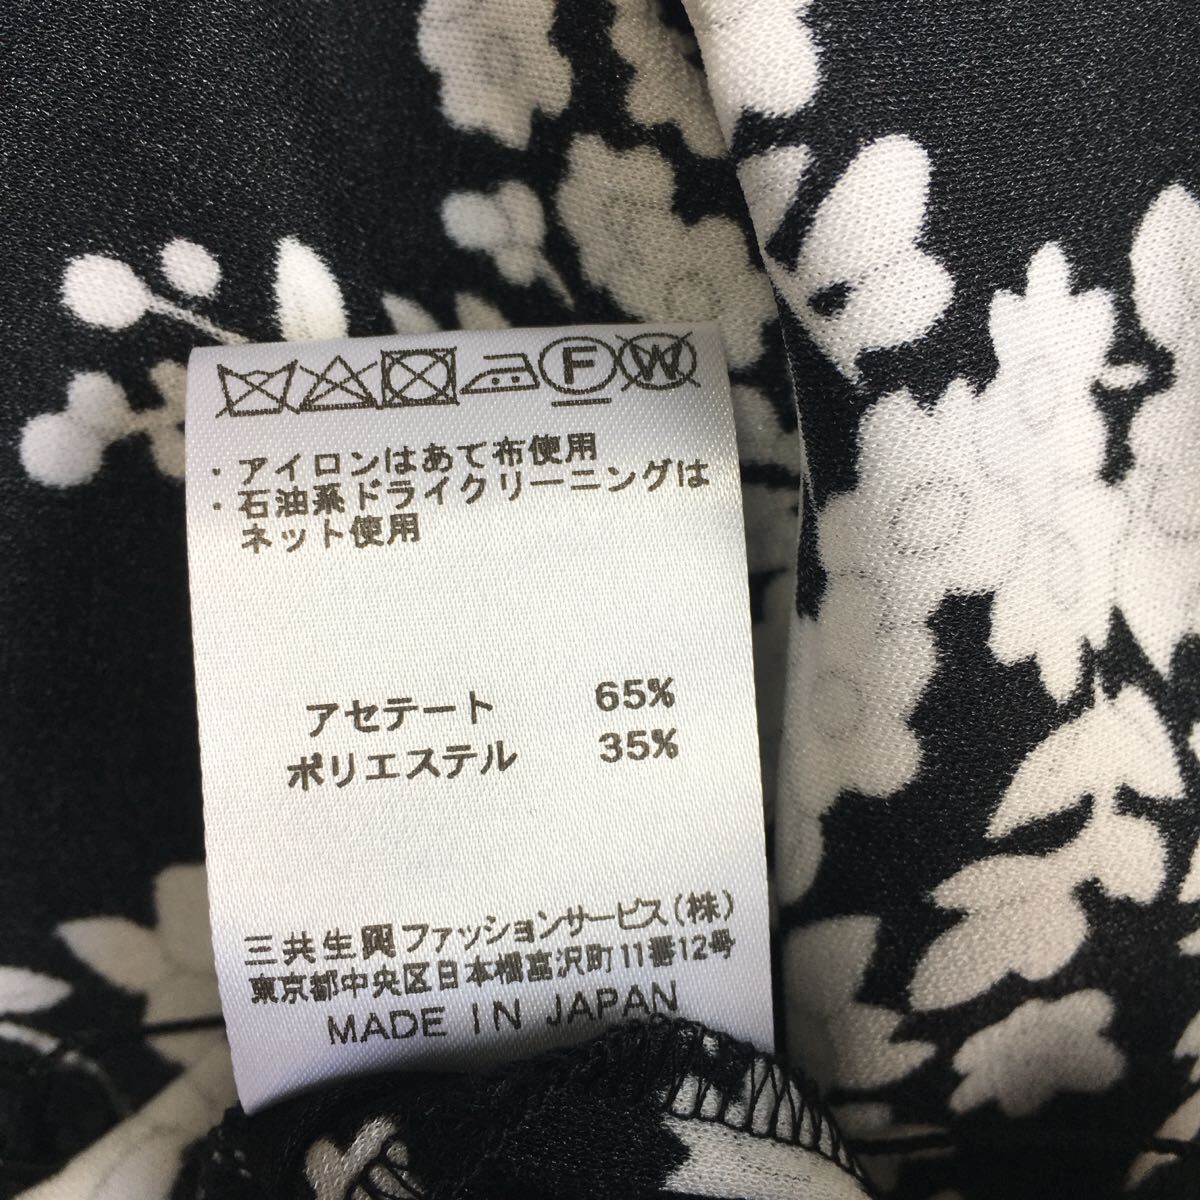 F W
・アイロンはあて布使用
・石油系ドライクリーニングは
ネット使用
アセテート 65%
ポリエステル 35%
三共生興ファッションサービス(株)
東京都中央区日本橋富沢町11番12号
MADE IN JAPAN